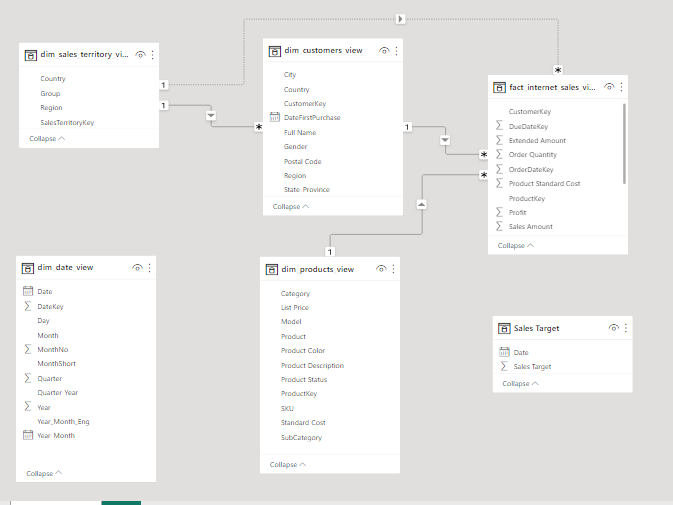 dim_sales_territory_vi...
Country
Group
Region
SalesTerritoryKey
Collapse
1
1
*
dim_customers_view
City
Country
CustomerKey
DateFirstPurchase
Full Name
Gender
Postal Code
Region
State Province
Collapse
1
*
*
*
fact_internet_sales_vi...
CustomerKey
DueDateKey
Extended Amount
Order Quantity
OrderDateKey
Product Standard Cost
ProductKey
Profit
Sales Amount
Collapse
dim_date_view
Date
DateKey
Day
Month
MonthNo
MonthShort
Quarter
Quarter Year
Year
Year_Month_Eng
Year Month
Collapse
1
dim_products_view
Category
List Price
Model
Product
Product Color
Product Description
Product Status
ProductKey
SKU
Standard Cost
SubCategory
Collapse
Sales Target
Date
Sales Target
Collapse